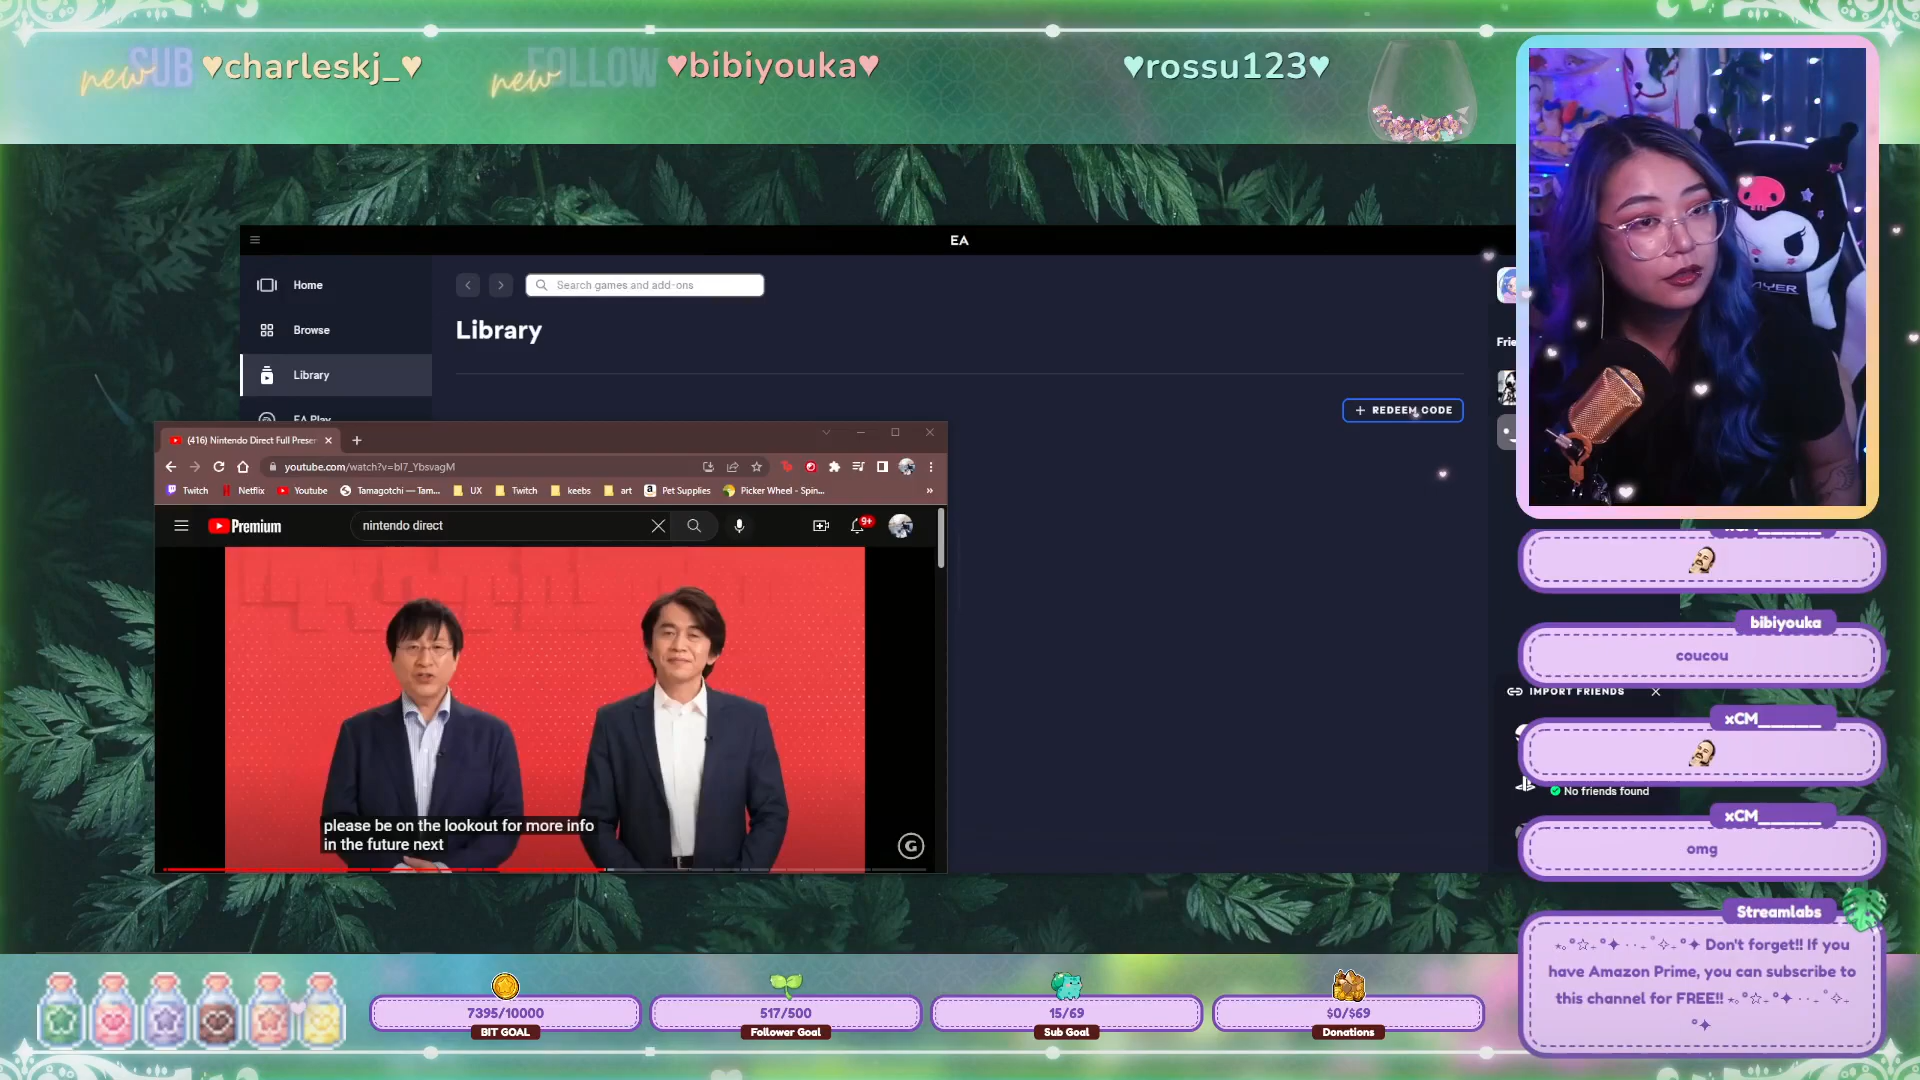 new SUB ♥charleskj_♥
new FOLLOW ♥bibiyouka♥
♥rossu123♥
EA
Home
Browse
Library
EA Play
Search games and add-ons
Library
REDEEM CODE
Frie
(416) Nintendo Direct Full Presen
youtube.com/watch?v=bl7_YbsvagM
Twitch
Netflix
Youtube
Tamagotchi — Tam...
UX
Twitch
keebs
art
Pet Supplies
Picker Wheel - Spin...
»
Premium
nintendo direct
9+
please be on the lookout for more info
in the future next
G
bibiyouka
coucou
IMPORT FRIENDS
xCM______
No friends found
xCM______
omg
Streamlabs
Don't forget!! If you
have Amazon Prime, you can subscribe to
this channel for FREE!!
7395/10000
BIT GOAL
517/500
Follower Goal
15/69
Sub Goal
$0/$69
Donations